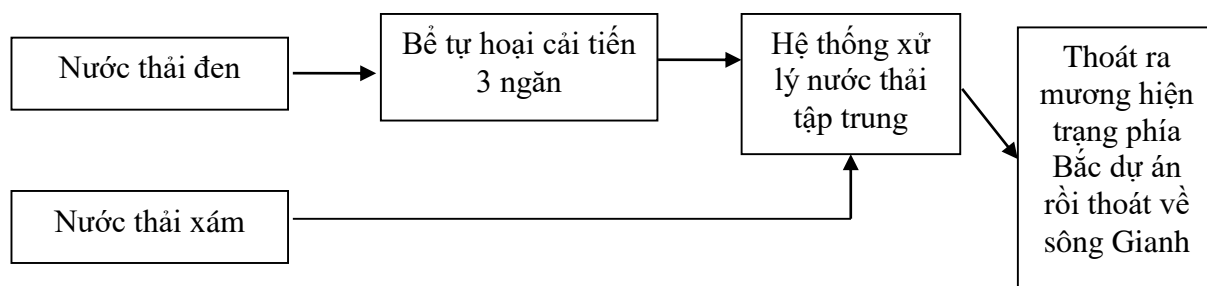 Nước thải đen
Bể tự hoại cải tiến
3 ngăn
Hệ thống xử
lý nước thải
tập trung
Thoát ra
mương hiện
trạng phía
Bắc dự án
rồi thoát về
sông Gianh
Nước thải xám